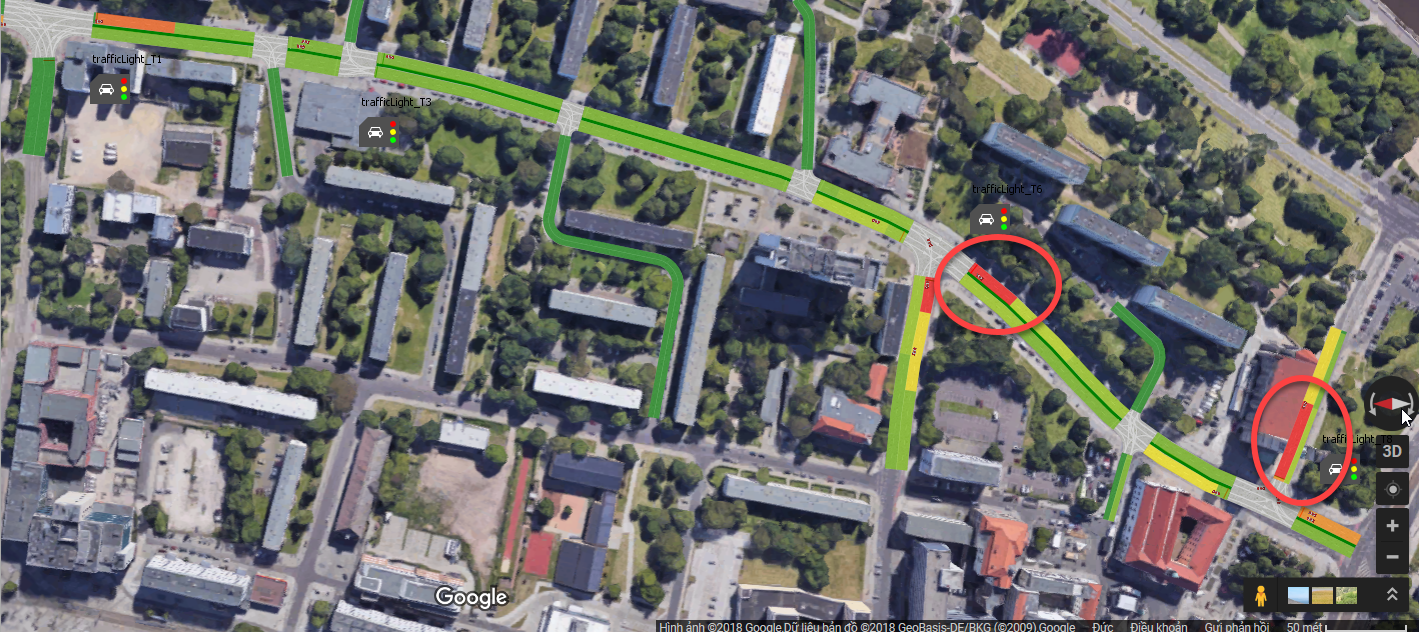 trafficLight_T1
trafficLight_T3
trafficLight_T6
trafficLight_T8
3D
Google
Hình ảnh ©2018 Google,Dữ liệu bản đồ ©2018 GeoBasis-DE/BKG (©2009),Google
Đức
Điều khoản
Gửi phản hồi
50 mét